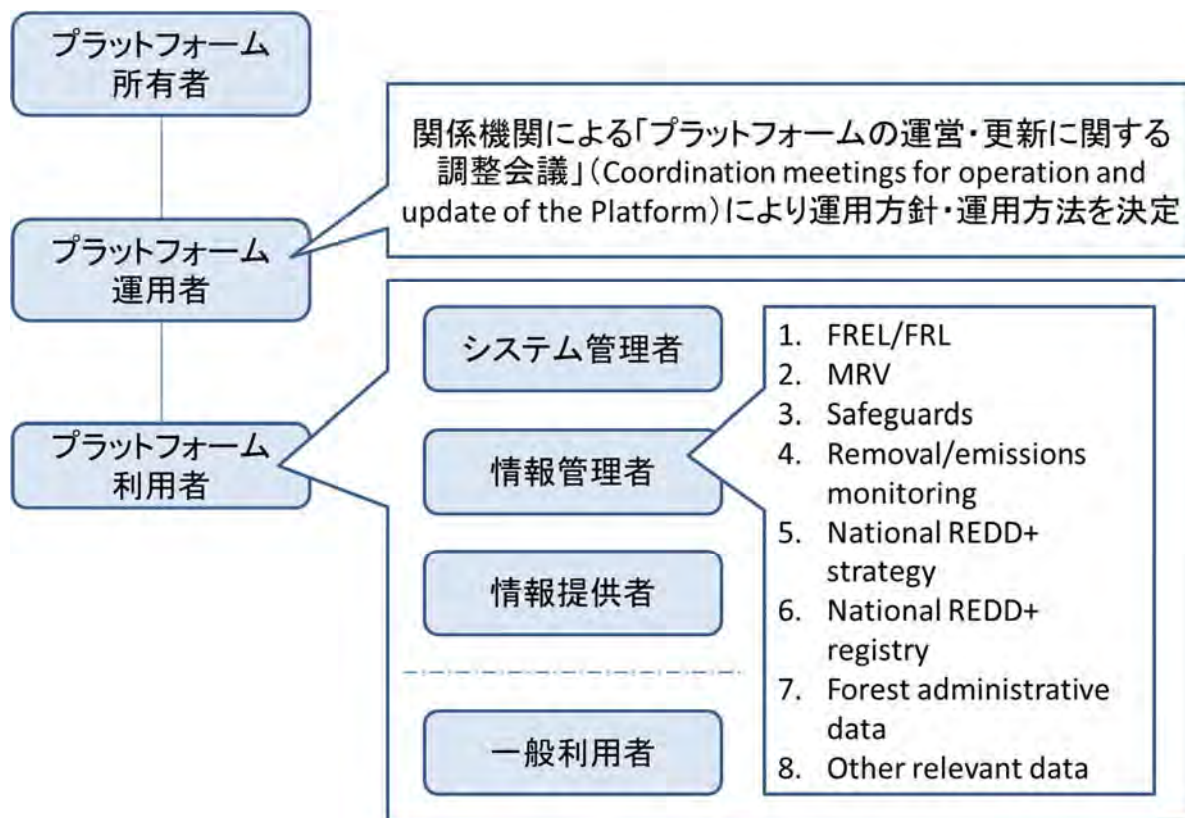 プラットフォーム
所有者
関係機関による「プラットフォームの運営・更新に関する
調整会議」（Coordination meetings for operation and
update of the Platform）により運用方針・運用方法を決定
プラットフォーム
運用者
プラットフォーム
利用者
システム管理者
情報管理者
情報提供者
一般利用者
1. FREL/FRL
2. MRV
3. Safeguards
4. Removal/emissions
monitoring
5. National REDD+
strategy
6. National REDD+
registry
7. Forest administrative
data
8. Other relevant data